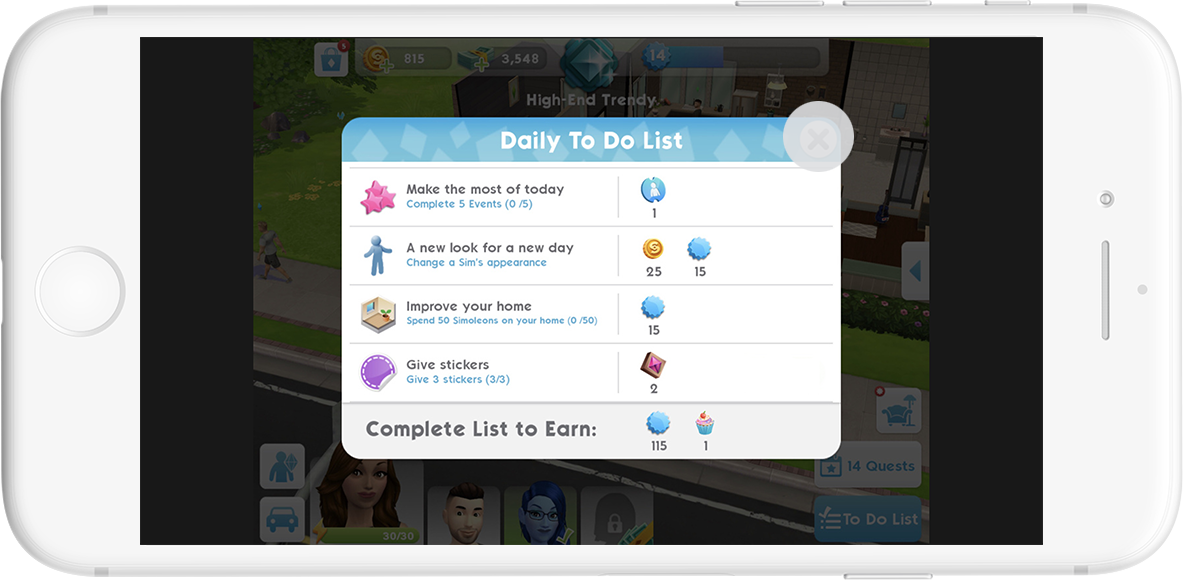 5
815
3,548
14
High-End Trendy
Daily To Do List
Make the most of today
Complete 5 Events (0 /5)
1
A new look for a new day
Change a Sim's appearance
25
15
Improve your home
Spend 50 Simoleons on your home (0 /50)
15
Give stickers
Give 3 stickers (3/3)
2
Complete List to Earn:
115
1
14 Quests
To Do List
30/30